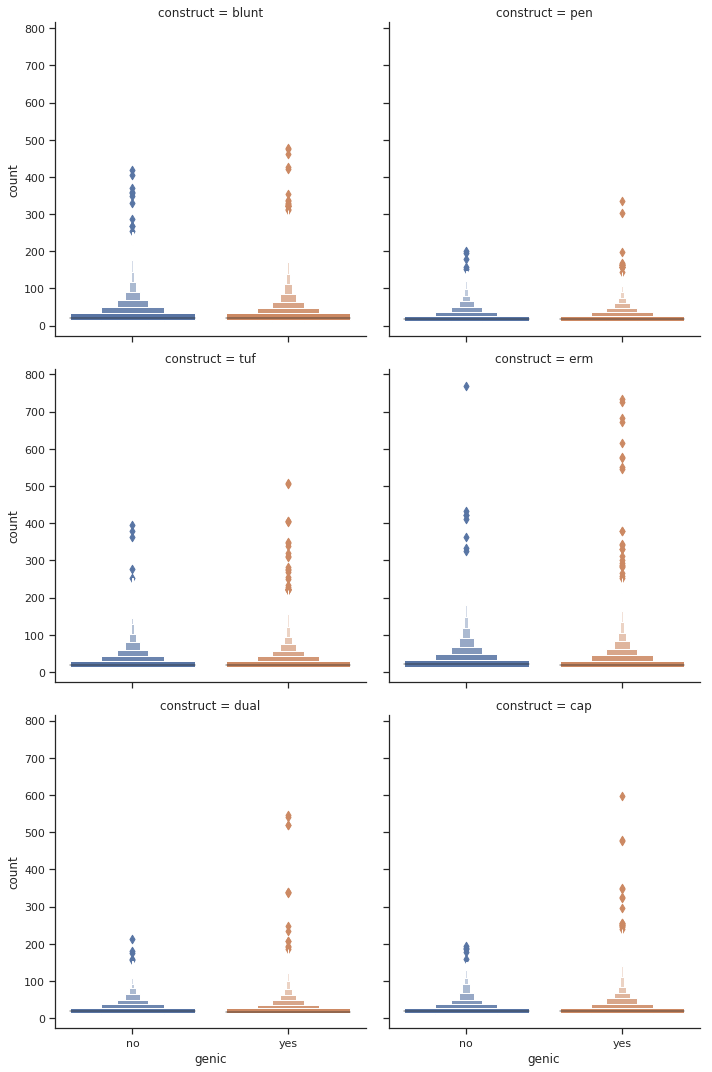 construct = blunt
construct = pen
800
700
600
500
400
300
200
100
0
count
construct = tuf
construct = erm
800
700
600
500
400
300
200
100
0
count
construct = dual
construct = cap
800
700
600
500
400
300
200
100
0
count
no
yes
no
yes
genic
genic